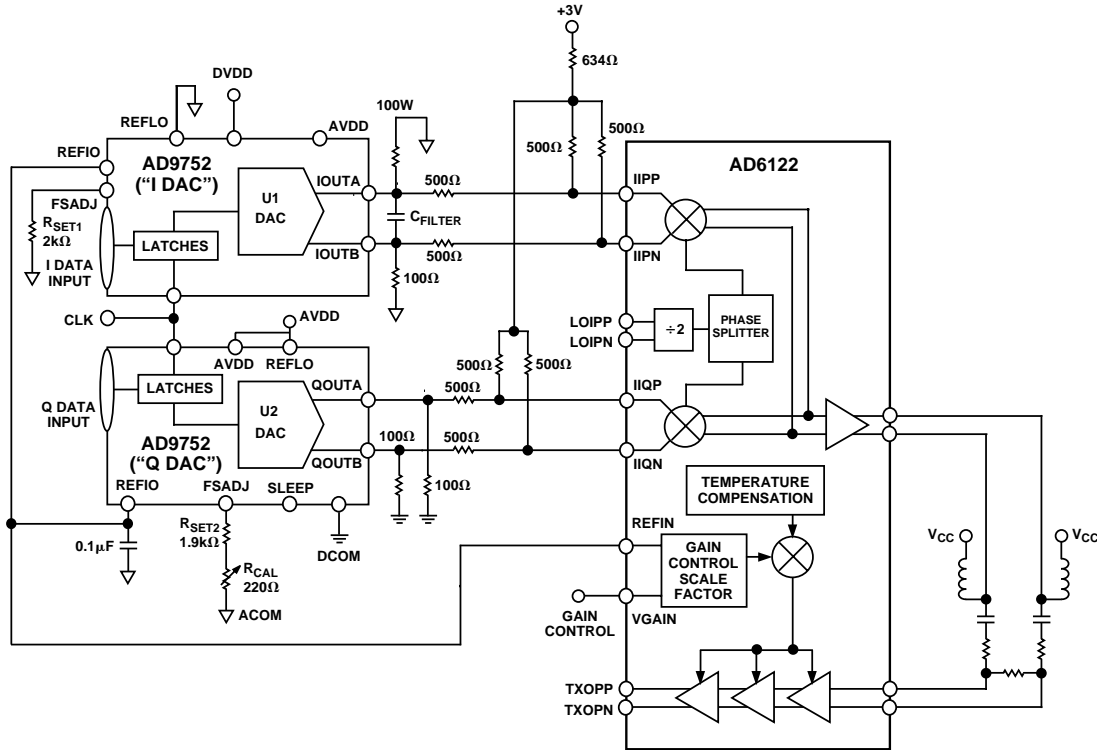 +3V
634Ω
DVDD
100W
REFLO
AVDD
500Ω
500Ω
REFIO
AD9752
("I DAC")
AD6122
FSADJ
U1
DAC
IOUTA
500Ω
IIPP
RSET1
2kΩ
CFILTER
LATCHES
IOUTB
500Ω
IIPN
I DATA
INPUT
100Ω
PHASE
SPLITTER
CLK
LOIPP
LOIPN
÷2
AVDD
AVDD
REFLO
500Ω
500Ω
LATCHES
QOUTA
500Ω
IIQP
Q DATA
INPUT
U2
DAC
100Ω
500Ω
QOUTB
IIQN
AD9752
("Q DAC")
100Ω
REFIO
FSADJ
SLEEP
TEMPERATURE
COMPENSATION
RSET2
1.9kΩ
REFIN
VCC
VCC
0.1μF
DCOM
GAIN
CONTROL
SCALE
FACTOR
RCAL
220Ω
ACOM
GAIN
CONTROL
VGAIN
TXOPP
TXOPN